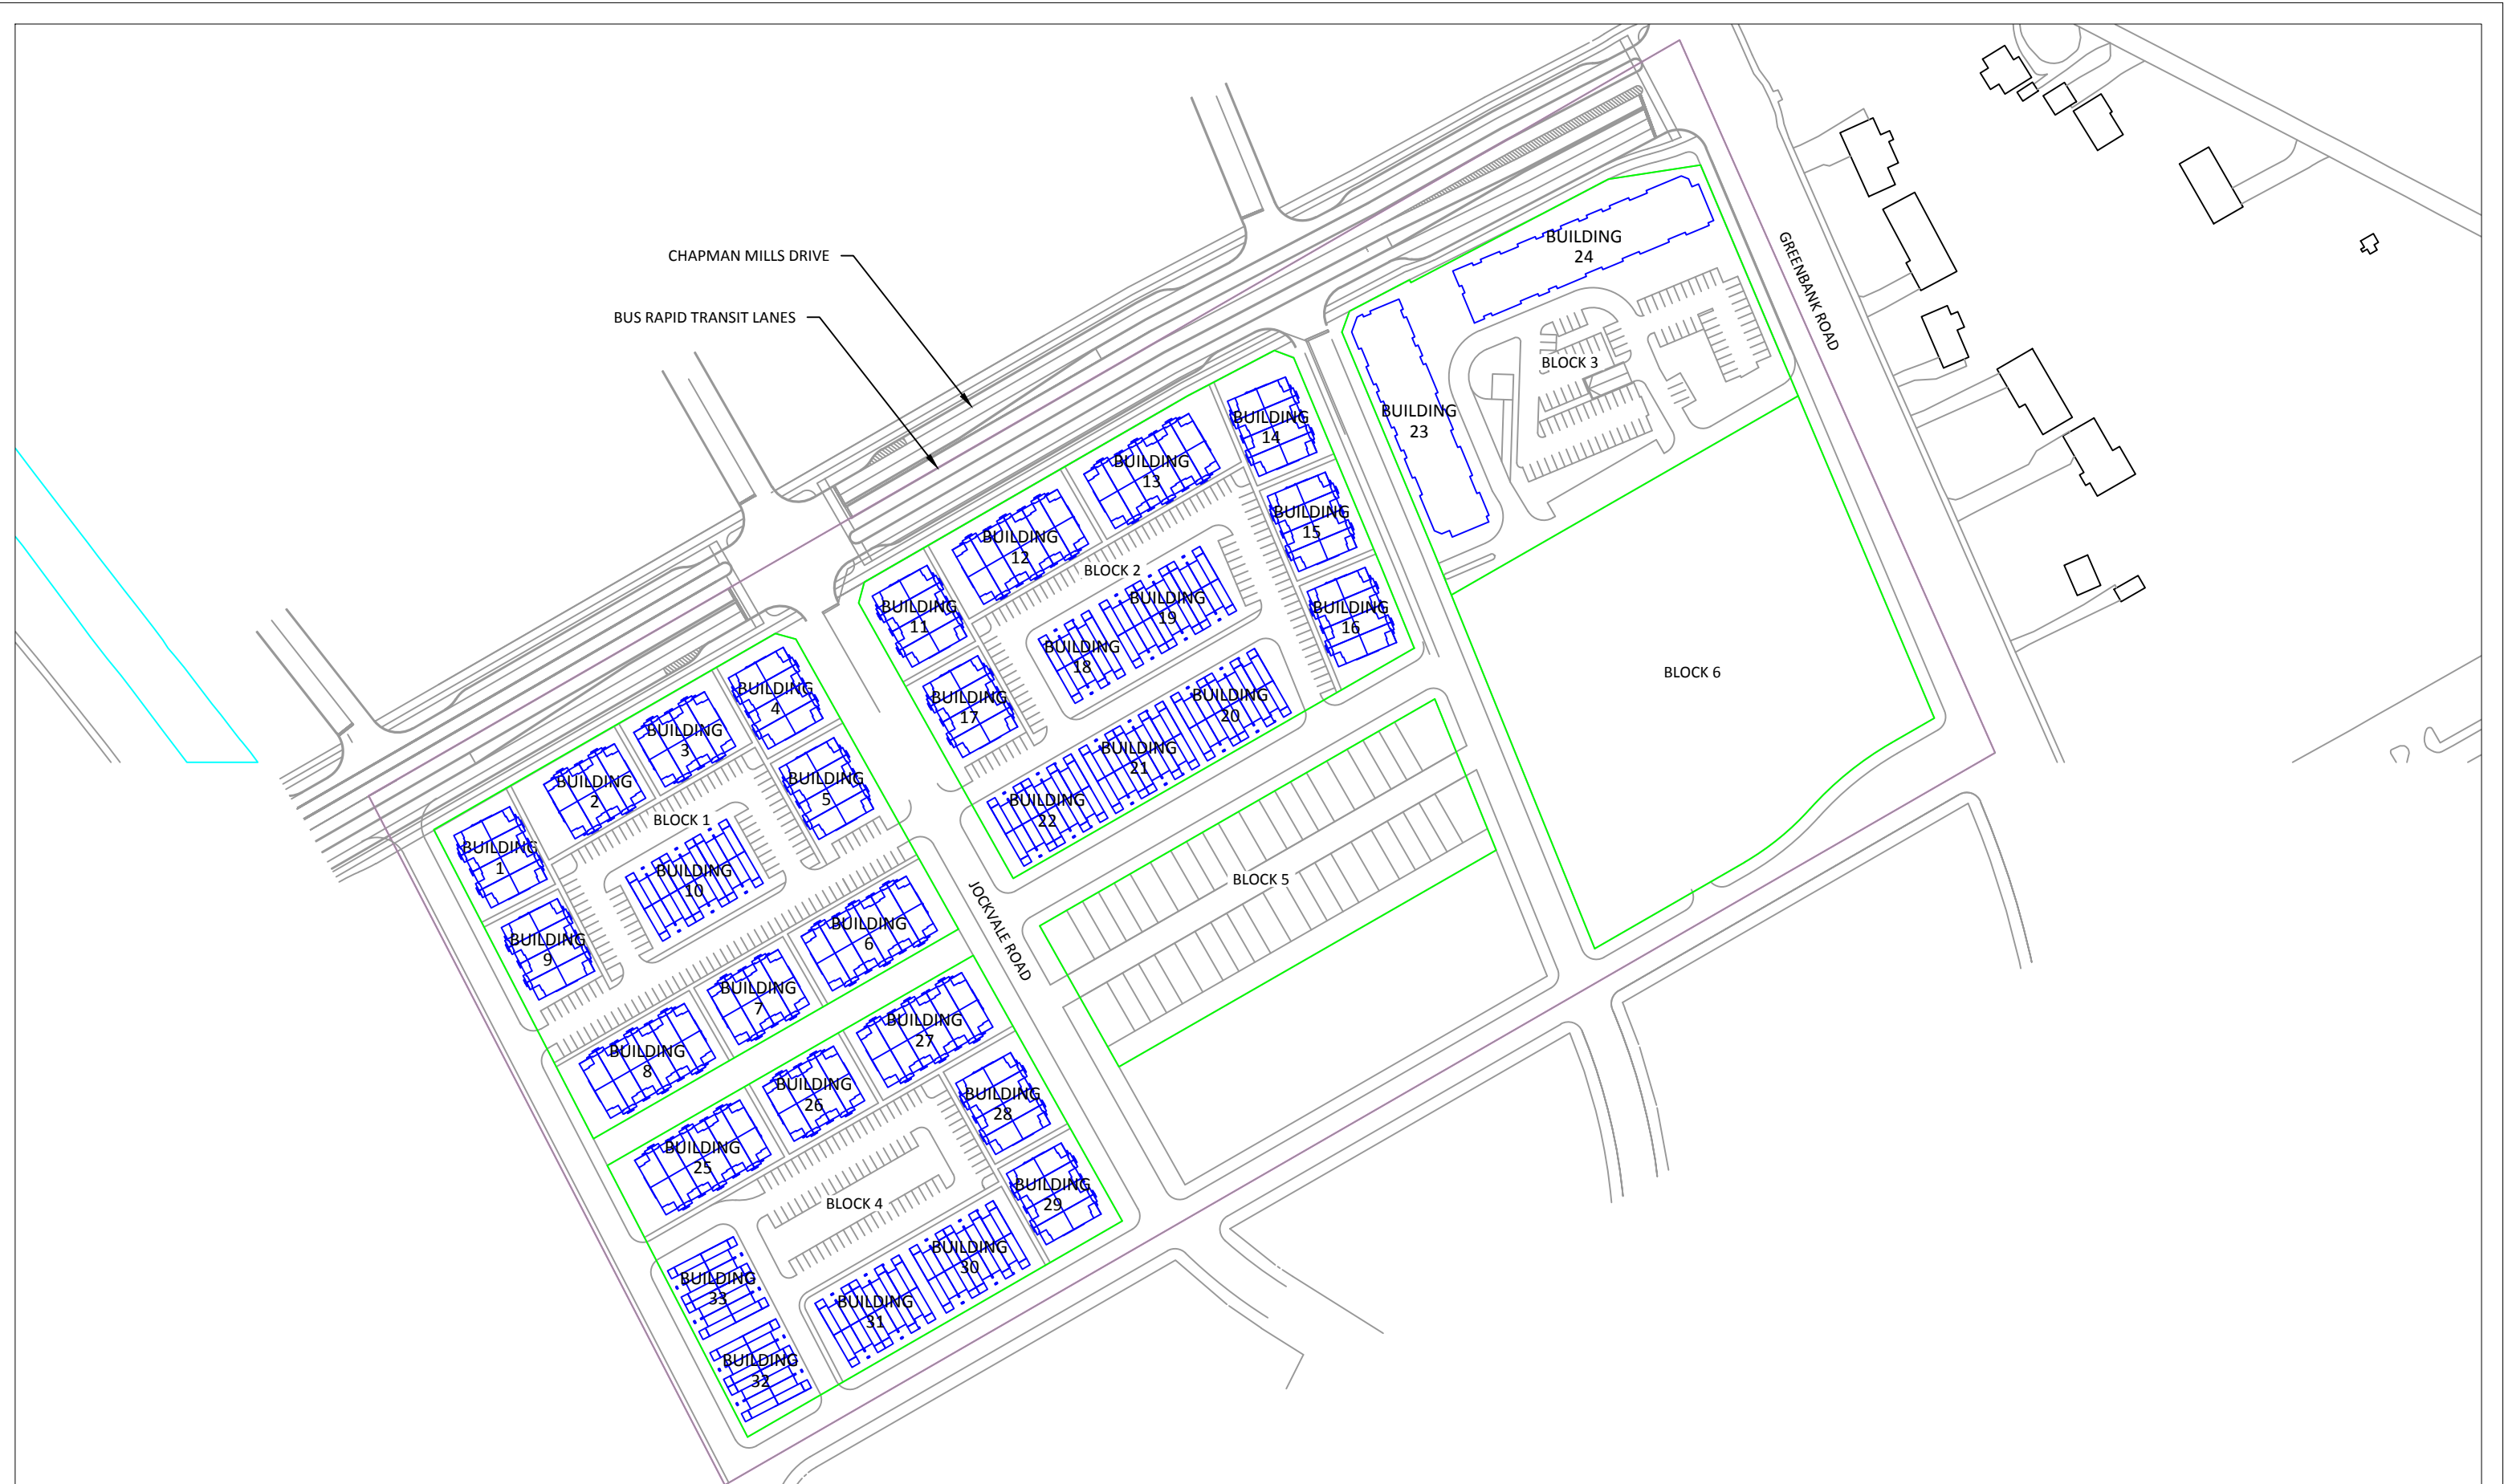 CHAPMAN MILLS DRIVE
BUS RAPID TRANSIT LANES
GREENBANK ROAD
BUILDING
24
BLOCK 3
BUILDING
23
BUILDING
14
BUILDING
13
BUILDING
15
BUILDING
12
BLOCK 2
BUILDING
11
BUILDING
19
BUILDING
16
BUILDING
18
BLOCK 6
BUILDING
17
BUILDING
4
BUILDING
20
BUILDING
3
BUILDING
21
BUILDING
2
BUILDING
5
BUILDING
22
BLOCK 1
BUILDING
1
BUILDING
10
BLOCK 5
JOCKVALE ROAD
BUILDING
6
BUILDING
9
BUILDING
7
BUILDING
27
BUILDING
8
BUILDING
26
BUILDING
28
BUILDING
25
BUILDING
29
BLOCK 4
BUILDING
30
BUILDING
33
BUILDING
31
BUILDING
32